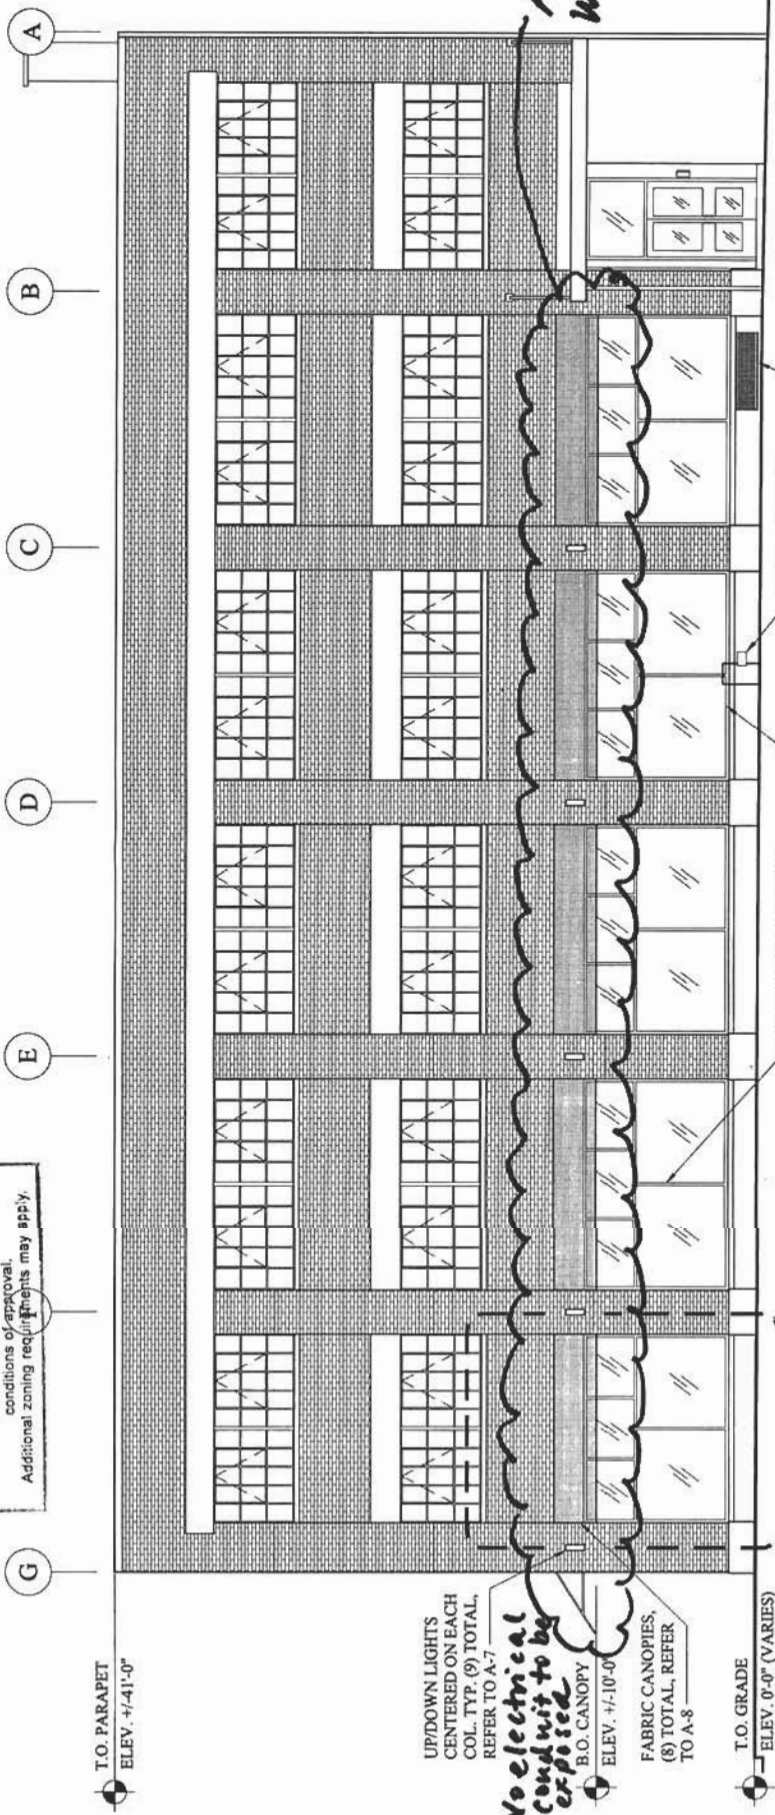 conditions of approval.
Additional zoning requirements may apply.
G
F
E
D
C
B
A
T.O. PARAPET
ELEV. +/-41'-0"
UP/DOWN LIGHTS
CENTERED ON EACH
COL. TYP. (9) TOTAL,
REFER TO A-7
No electrical
conduit to be
exposed
B.O. CANOPY
ELEV. +/-10'-0"
FABRIC CANOPIES,
(8) TOTAL, REFER
TO A-8
T.O. GRADE
ELEV. 0'-0" (VARIES)